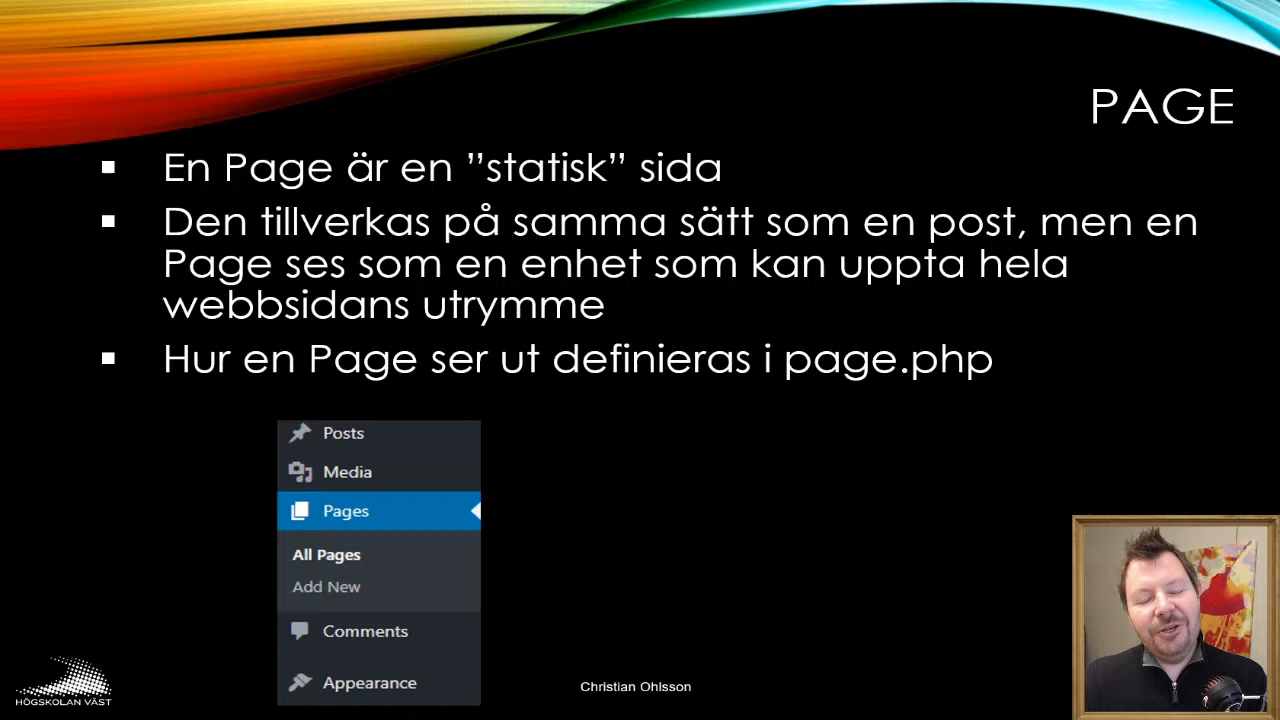 PAGE
▪ En Page är en ”statisk” sida
▪ Den tillverkas på samma sätt som en post, men en
Page ses som en enhet som kan uppta hela
webbsidans utrymme
▪ Hur en Page ser ut definieras i page.php
Posts
Media
Pages
All Pages
Add New
Comments
Appearance
HÖGSKOLAN VÄST
Christian Ohlsson